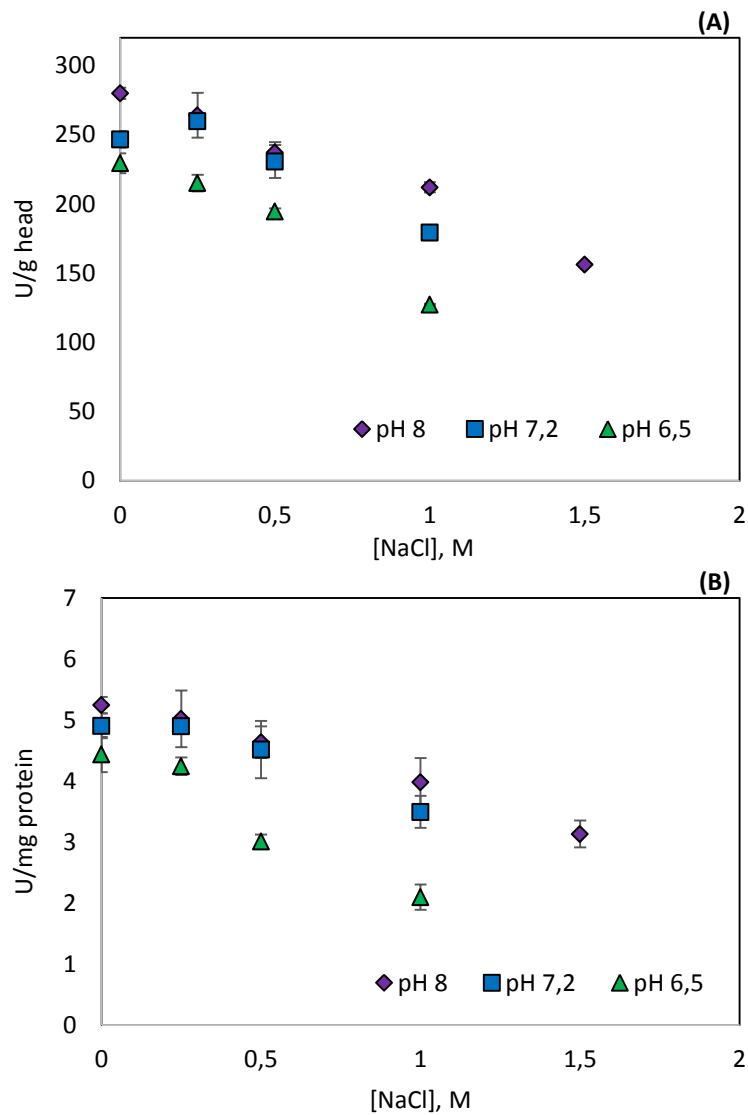 (A)
300
250
200
150
100
50
0
U/g head
pH 8 pH 7,2 pH 6,5
0 0,5 1 1,5 2
[NaCl], M
(B)
7
6
5
4
3
2
1
0
U/mg protein
pH 8 pH 7,2 pH 6,5
0 0,5 1 1,5 2
[NaCl], M